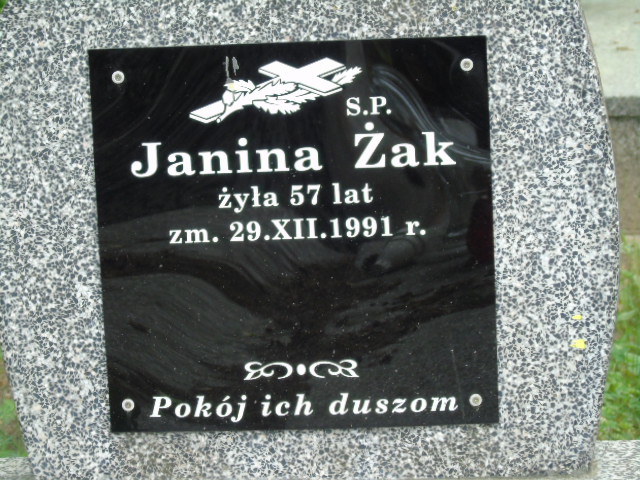 S.P.
Janina Żak
żyła 57 lat
zm. 29.XII.1991 r.
Pokój ich duszom